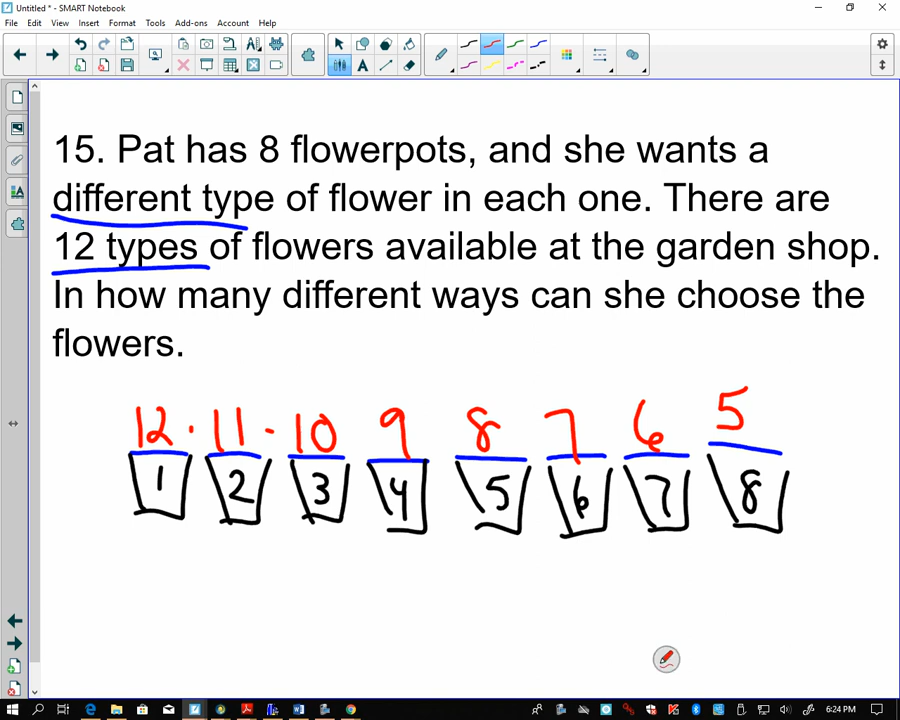 Untitled * - SMART Notebook
File Edit View Insert Format Tools Add-ons Account Help
15. Pat has 8 flowerpots, and she wants a
different type of flower in each one. There are
12 types of flowers available at the garden shop.
In how many different ways can she choose the
flowers.
12 · 11 · 10 9 8 7 6 5
1 2 3 4 5 6 7 8
6:24 PM